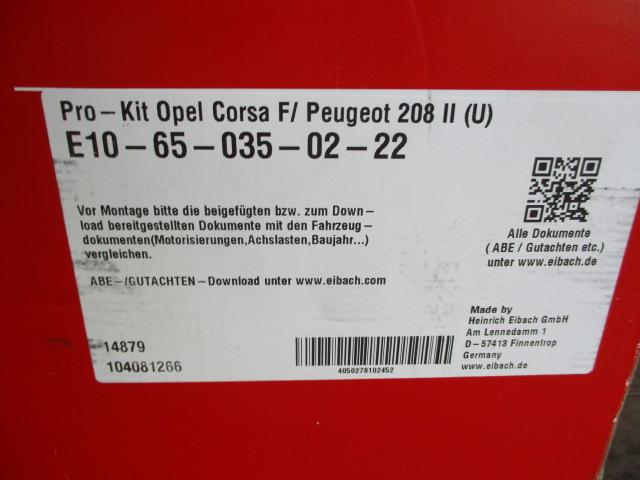 Pro-Kit Opel Corsa F/ Peugeot 208 II (U)
E10-65-035-02-22
Vor Montage bitte die beigefügten bzw. zum Down-
load bereitgestellten Dokumente mit den Fahrzeug-
dokumenten(Motorisierungen,Achslasten,Baujahr...)
vergleichen.
ABE-/GUTACHTEN-Download unter www.eibach.com
Alle Dokumente
( ABE / Gutachten etc.)
unter www.eibach.de
14879
104081266
4050278102452
Made by
Heinrich Eibach GmbH
Am Lennedamm 1
D-57413 Finnentrop
Germany
www.eibach.de